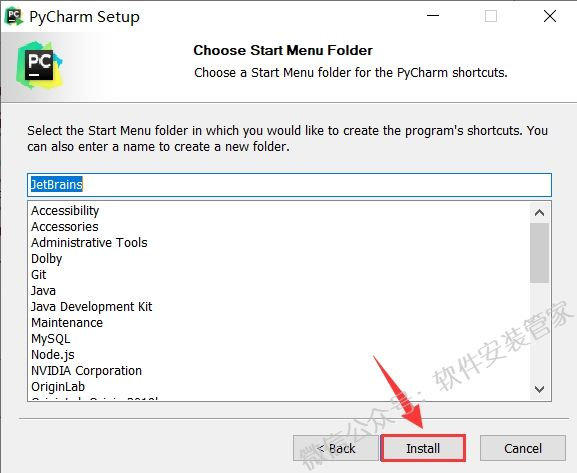 PyCharm Setup
PC
Choose Start Menu Folder
Choose a Start Menu folder for the PyCharm shortcuts.
Select the Start Menu folder in which you would like to create the program's shortcuts. You
can also enter a name to create a new folder.
JetBrains
Accessibility
Accessories
Administrative Tools
Dolby
Git
Java
Java Development Kit
Maintenance
MySQL
Node.js
NVIDIA Corporation
OriginLab
微信公众号：软件安装管家
< Back
Install
Cancel